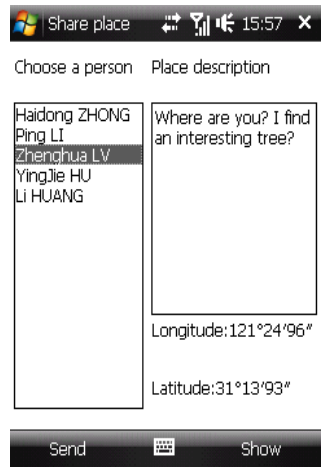 Share place 15:57
Choose a person Place description
Haidong ZHONG
Ping LI
Zhenghua LV
YingJie HU
Li HUANG
Where are you? I find
an interesting tree?
Longitude:121°24'96"
Latitude:31°13'93"
Send Show